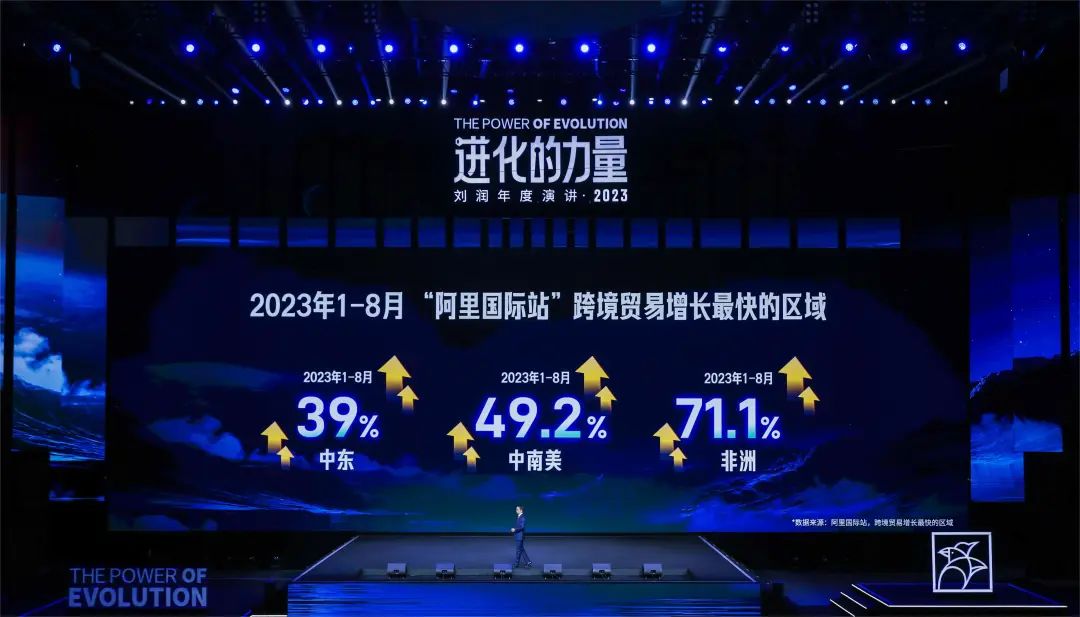 THE POWER OF EVOLUTION
进化的力量
刘润年度演讲·2023
2023年1-8月 “阿里国际站”跨境贸易增长最快的区域
2023年1-8月
39%
中东
2023年1-8月
49.2%
中南美
2023年1-8月
71.1%
非洲
*数据来源：阿里国际站，跨境贸易增长最快的区域
THE POWER OF
EVOLUTION